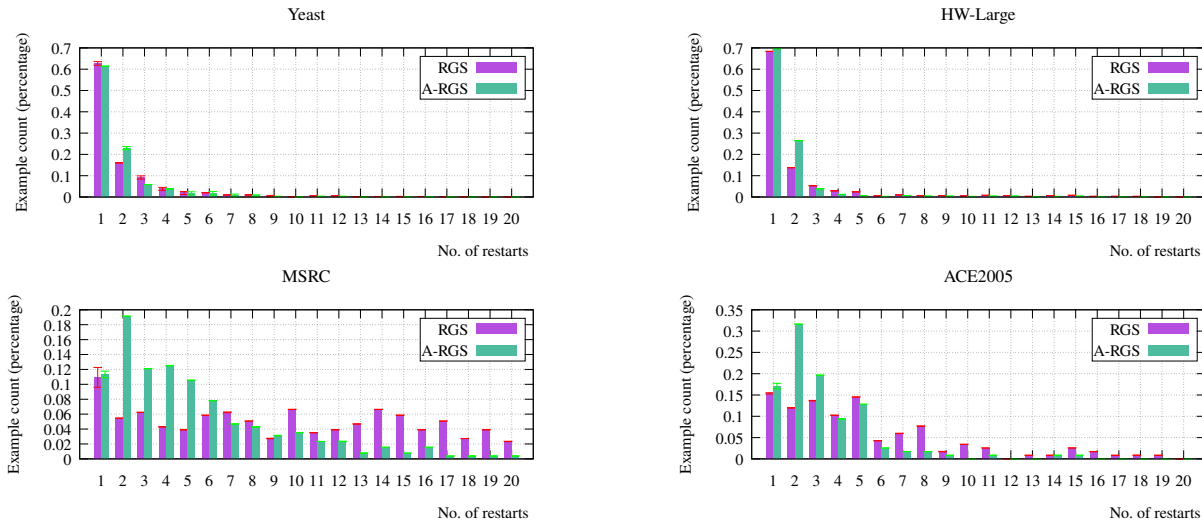 Yeast
Example count (percentage)
0.7
0.6
0.5
0.4
0.3
0.2
0.1
0
RGS
A-RGS
1 2 3 4 5 6 7 8 9 10 11 12 13 14 15 16 17 18 19 20
No. of restarts
HW-Large
Example count (percentage)
0.7
0.6
0.5
0.4
0.3
0.2
0.1
0
RGS
A-RGS
1 2 3 4 5 6 7 8 9 10 11 12 13 14 15 16 17 18 19 20
No. of restarts
MSRC
Example count (percentage)
0.2
0.18
0.16
0.14
0.12
0.1
0.08
0.06
0.04
0.02
0
RGS
A-RGS
1 2 3 4 5 6 7 8 9 10 11 12 13 14 15 16 17 18 19 20
No. of restarts
ACE2005
Example count (percentage)
0.35
0.3
0.25
0.2
0.15
0.1
0.05
0
RGS
A-RGS
1 2 3 4 5 6 7 8 9 10 11 12 13 14 15 16 17 18 19 20
No. of restarts